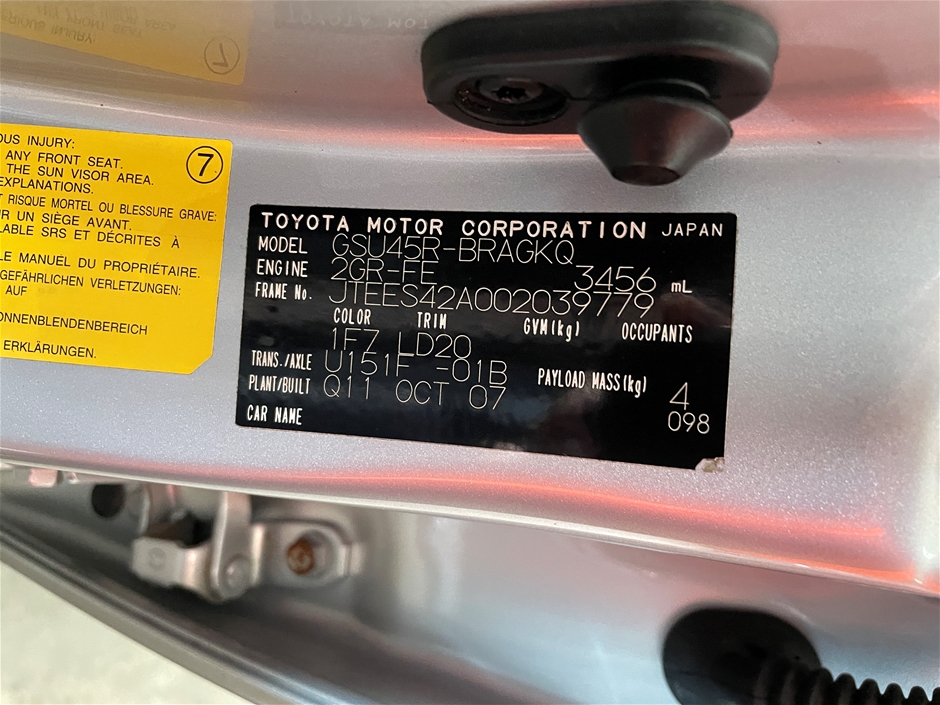 OUS INJURY:
ANY FRONT SEAT.
THE SUN VISOR AREA.
EXPLANATIONS.
7
RISQUE MORTEL OU BLESSURE GRAVE:
UR UN SIÈGE AVANT.
LABLE SRS ET DÉCRITES À
LE MANUEL DU PROPRIÉTAIRE.
GEFÄHRLICHEN VERLETZUNGEN:
AUF
ONNENBLENDENBEREICH
ERKLÄRUNGEN.
TOYOTA MOTOR CORPORATION JAPAN
MODEL GSU45R-BRAGKQ
ENGINE 2GR-FE 3456 mL
FRAME No. JTEES42A002039779
COLOR TRIM GVM(kg) OCCUPANTS
1F7 LD20
TRANS./AXLE U151F -01B
PAYLOAD MASS(kg) 4
PLANT/BUILT Q11 OCT 07
098
CAR NAME